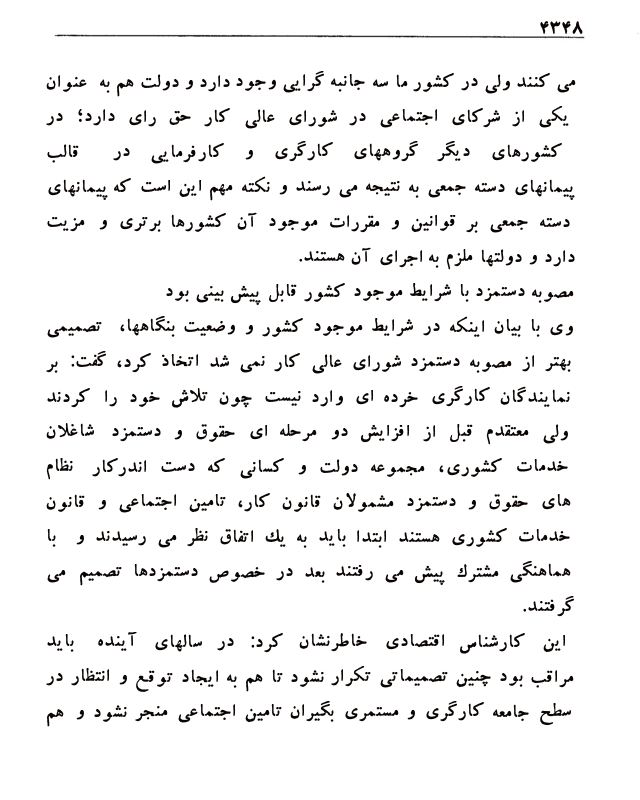 ۴۳۴۸
می کنند ولی در کشور ما سه جانبه گرایی وجود دارد و دولت هم به عنوان
یکی از شرکای اجتماعی در شورای عالی کار حق رای دارد؛ در
کشورهای دیگر گروههای کارگری و کارفرمایی در قالب
پیمانهای دسته جمعی به نتیجه می رسند و نکته مهم این است که پیمانهای
دسته جمعی بر قوانین و مقررات موجود آن کشورها برتری و مزیت
دارد و دولتها ملزم به اجرای آن هستند.
مصوبه دستمزد با شرایط موجود کشور قابل پیش بینی بود
وی با بیان اینکه در شرایط موجود کشور و وضعیت بنگاهها، تصمیمی
بهتر از مصوبه دستمزد شورای عالی کار نمی شد اتخاذ کرد، گفت: بر
نمایندگان کارگری خرده ای وارد نیست چون تلاش خود را کردند
ولی معتقدم قبل از افزایش دو مرحله ای حقوق و دستمزد شاغلان
خدمات کشوری، مجموعه دولت و کسانی که دست اندرکار نظام
های حقوق و دستمزد مشمولان قانون کار، تامین اجتماعی و قانون
خدمات کشوری هستند ابتدا باید به یك اتفاق نظر می رسیدند و با
هماهنگی مشترك پیش می رفتند بعد در خصوص دستمزدها تصمیم می
گرفتند.
این کارشناس اقتصادی خاطرنشان کرد: در سالهای آینده باید
مراقب بود چنین تصمیماتی تکرار نشود تا هم به ایجاد توقع و انتظار در
سطح جامعه کارگری و مستمری بگیران تامین اجتماعی منجر نشود و هم